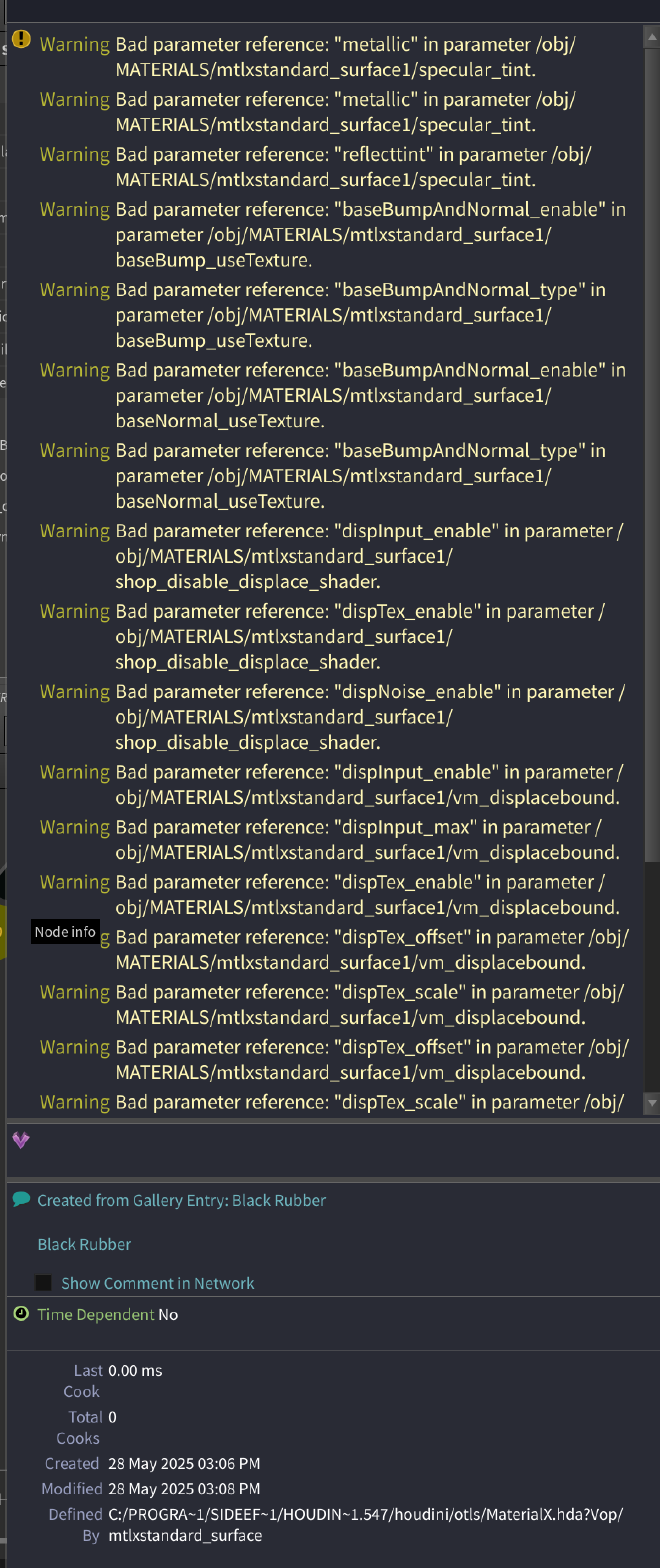 Warning Bad parameter reference: "metallic" in parameter /obj/
MATERIALS/mtlxstandard_surface1/specular_tint.
Warning Bad parameter reference: "metallic" in parameter /obj/
MATERIALS/mtlxstandard_surface1/specular_tint.
Warning Bad parameter reference: "reflecttint" in parameter /obj/
MATERIALS/mtlxstandard_surface1/specular_tint.
Warning Bad parameter reference: "baseBumpAndNormal_enable" in
parameter /obj/MATERIALS/mtlxstandard_surface1/
baseBump_useTexture.
Warning Bad parameter reference: "baseBumpAndNormal_type" in
parameter /obj/MATERIALS/mtlxstandard_surface1/
baseBump_useTexture.
Warning Bad parameter reference: "baseBumpAndNormal_enable" in
parameter /obj/MATERIALS/mtlxstandard_surface1/
baseNormal_useTexture.
Warning Bad parameter reference: "baseBumpAndNormal_type" in
parameter /obj/MATERIALS/mtlxstandard_surface1/
baseNormal_useTexture.
Warning Bad parameter reference: "dispInput_enable" in parameter /
obj/MATERIALS/mtlxstandard_surface1/
shop_disable_displace_shader.
Warning Bad parameter reference: "dispTex_enable" in parameter /
obj/MATERIALS/mtlxstandard_surface1/
shop_disable_displace_shader.
Warning Bad parameter reference: "dispNoise_enable" in parameter /
obj/MATERIALS/mtlxstandard_surface1/
shop_disable_displace_shader.
Warning Bad parameter reference: "dispInput_enable" in parameter /
obj/MATERIALS/mtlxstandard_surface1/vm_displacebound.
Warning Bad parameter reference: "dispInput_max" in parameter /
obj/MATERIALS/mtlxstandard_surface1/vm_displacebound.
Warning Bad parameter reference: "dispTex_enable" in parameter /
obj/MATERIALS/mtlxstandard_surface1/vm_displacebound.
Node info g Bad parameter reference: "dispTex_offset" in parameter /obj/
MATERIALS/mtlxstandard_surface1/vm_displacebound.
Warning Bad parameter reference: "dispTex_scale" in parameter /obj/
MATERIALS/mtlxstandard_surface1/vm_displacebound.
Warning Bad parameter reference: "dispTex_offset" in parameter /obj/
MATERIALS/mtlxstandard_surface1/vm_displacebound.
Warning Bad parameter reference: "dispTex_scale" in parameter /obj/
Created from Gallery Entry: Black Rubber
Black Rubber
Show Comment in Network
Time Dependent No
Last 0.00 ms
Cook
Total 0
Cooks
Created 28 May 2025 03:06 PM
Modified 28 May 2025 03:08 PM
Defined C:/PROGRA~1/SIDEEF~1/HOUDIN~1.547/houdini/otls/MaterialX.hda?Vop/
By mtlxstandard_surface